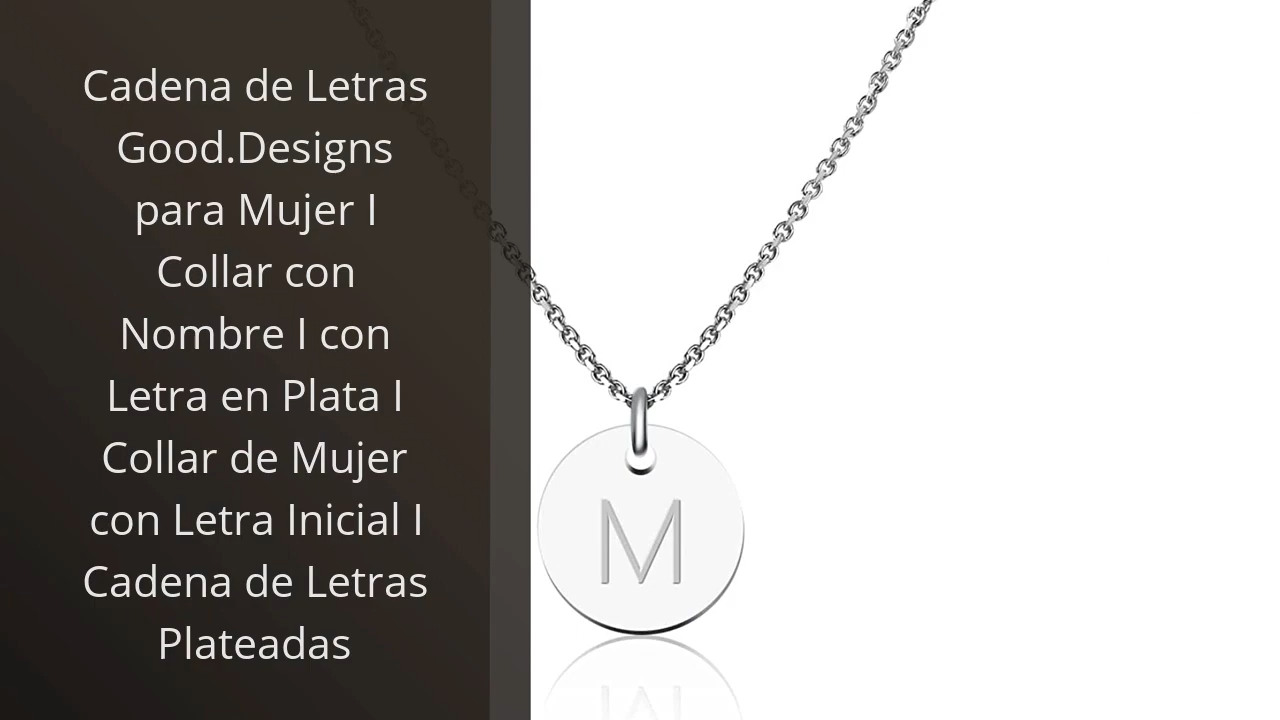 Cadena de Letras
Good.Designs
para Mujer I
Collar con
Nombre I con
Letra en Plata I
Collar de Mujer
con Letra Inicial I
Cadena de Letras
Plateadas
M